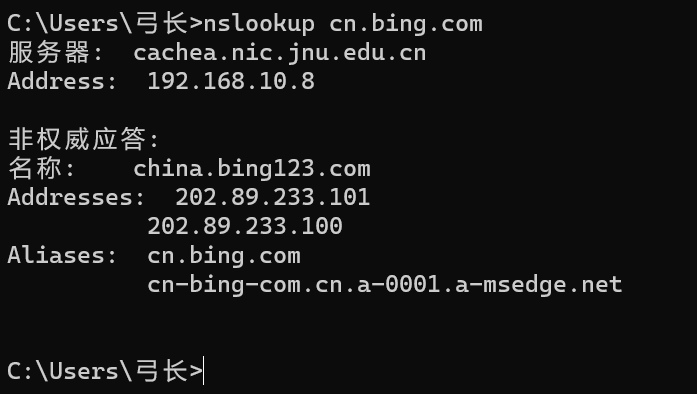 C:\Users\弓长>nslookup cn.bing.com
服务器:  cachea.nic.jnu.edu.cn
Address:  192.168.10.8
非权威应答:
名称:    china.bing123.com
Addresses:  202.89.233.101
          202.89.233.100
Aliases:  cn.bing.com
          cn-bing-com.cn.a-0001.a-msedge.net
C:\Users\弓长>